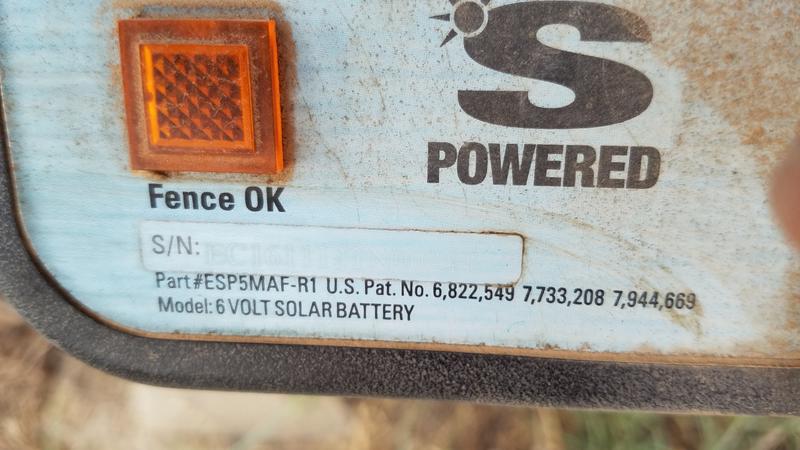 S
POWERED
Fence OK
S/N:
Part#ESP5MAF-R1 U.S. Pat. No. 6,822,549 7,733,208 7,944,669
Model: 6 VOLT SOLAR BATTERY